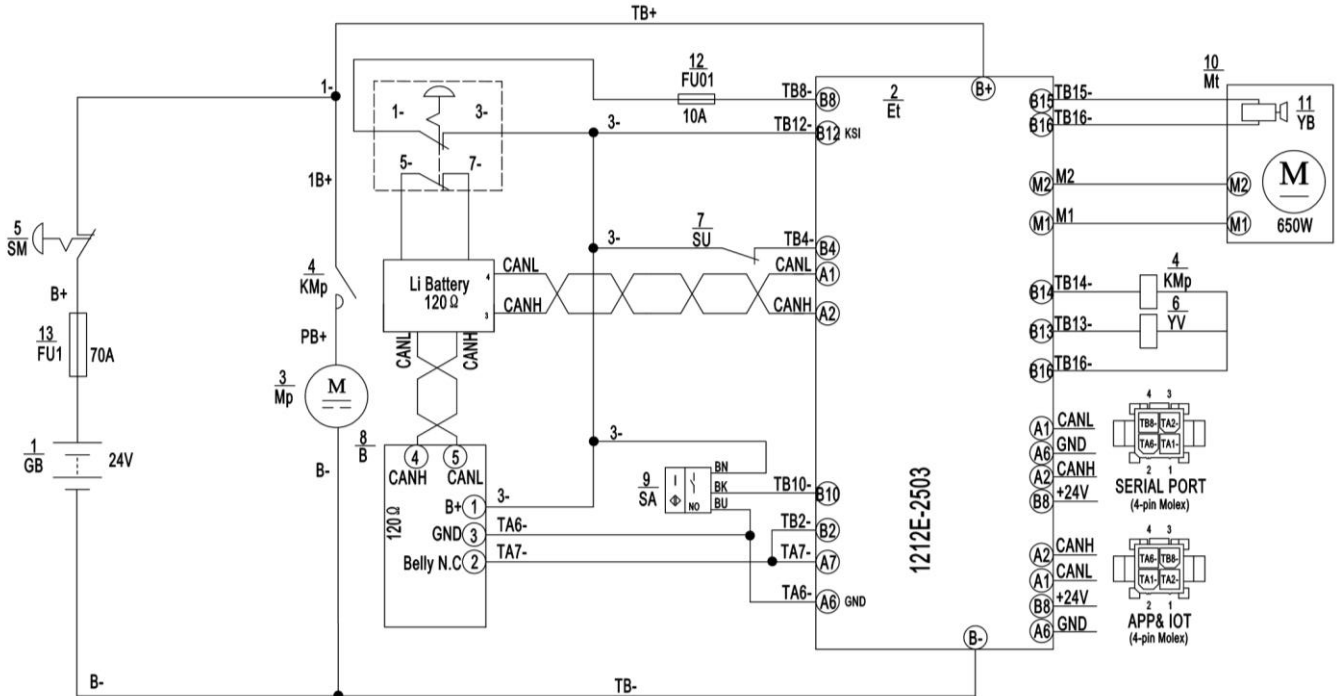 TB+
1-
5
SM
B+
13
FU1
70A
1
GB
24V
B-
1B+
4
KMp
PB+
3
Mp
M
B-
1-
3-
5-
7-
Li Battery
120Ω
4
3
CANL
CANH
CANL
CANH
8
B
4
5
CANH
CANL
120Ω
B+ 1
GND 3
Belly N.C 2
3-
TA6-
TA7-
12
FU01
10A
3-
3-
7
SU
3-
9
SA
NO
BN
BK
BU
TB8- B8
TB12- B12 KSI
TB4- B4
CANL A1
CANH A2
TB10- B10
TB2- B2
TA7- A7
TA6- A6 GND
2
Et
1212E-2503
B+
B-
TB-
B15 TB15-
B16 TB16-
M2 M2
M1 M1
10
Mt
11
YB
M2
M1
M
650W
B14 TB14-
B13 TB13-
B16 TB16-
4
KMp
6
YV
A1 CANL
A6 GND
A2 CANH
B8 +24V
4 3
TB8- TA2-
TA6- TA1-
2 1
SERIAL PORT
(4-pin Molex)
A2 CANH
A1 CANL
B8 +24V
A6 GND
4 3
TA6- TB8-
TA1- TA2-
2 1
APP& IOT
(4-pin Molex)